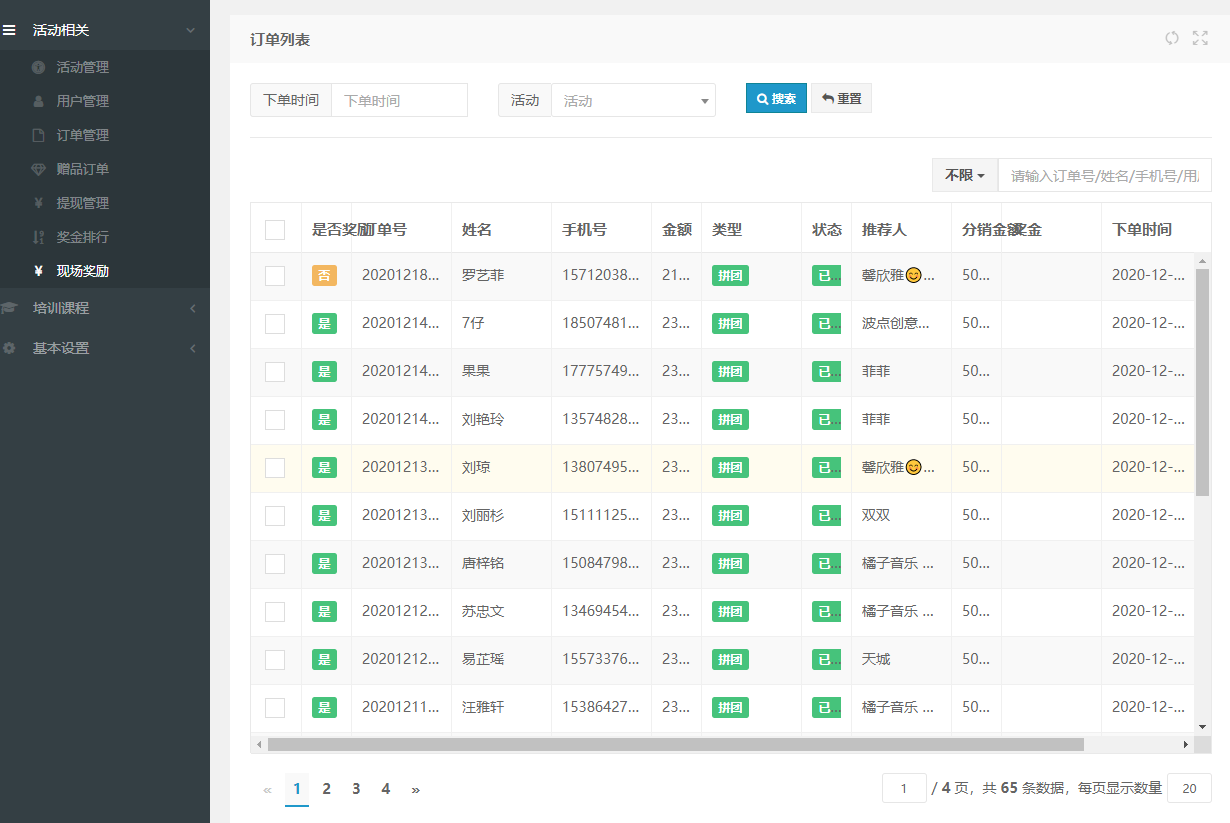 活动相关
活动管理
用户管理
订单管理
赠品订单
提现管理
奖金排行
现场奖励
培训课程
基本设置
订单列表
下单时间 下单时间 活动 活动 搜索 重置
不限 请输入订单号/姓名/手机号/用户
是否奖励 订单号 姓名 手机号 金额 类型 状态 推荐人 分销金额 奖金 下单时间
否 20201218... 罗艺菲 15712038... 21... 拼团 已... 馨欣雅😊... 50... 2020-12-...
是 20201214... 7仔 18507481... 23... 拼团 已... 波点创意... 50... 2020-12-...
是 20201214... 果果 17775749... 23... 拼团 已... 菲菲 50... 2020-12-...
是 20201214... 刘艳玲 13574828... 23... 拼团 已... 菲菲 50... 2020-12-...
是 20201213... 刘琼 13807495... 23... 拼团 已... 馨欣雅😊... 50... 2020-12-...
是 20201213... 刘丽杉 15111125... 23... 拼团 已... 双双 50... 2020-12-...
是 20201213... 唐梓铭 15084798... 23... 拼团 已... 橘子音乐 ... 50... 2020-12-...
是 20201212... 苏忠文 13469454... 23... 拼团 已... 橘子音乐 ... 50... 2020-12-...
是 20201212... 易芷瑶 15573376... 23... 拼团 已... 天城 50... 2020-12-...
是 20201211... 汪雅轩 15386427... 23... 拼团 已... 橘子音乐 ... 50... 2020-12-...
« 1 2 3 4 » 1 / 4 页，共 65 条数据，每页显示数量 20